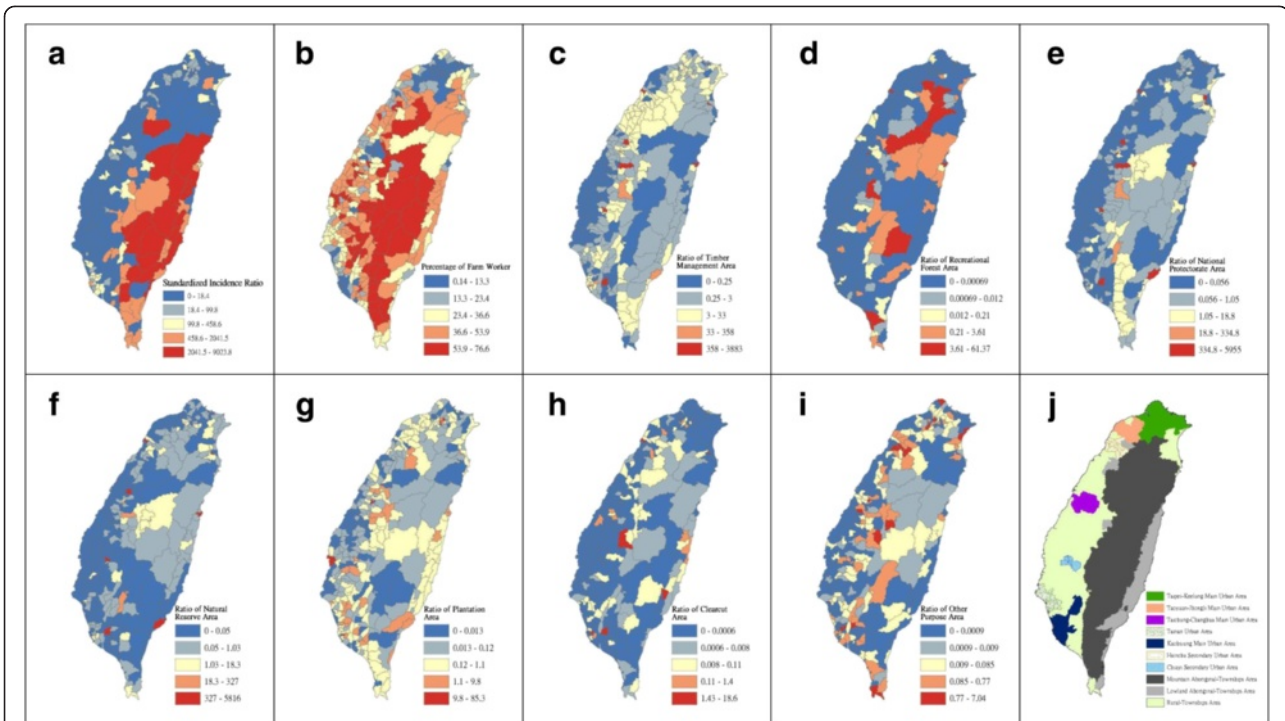 a
Standardized Incidence Ratio
0 - 18.4
18.4 - 99.8
99.8 - 458.6
458.6 - 2041.5
2041.5 - 8023.8
b
Percentage of Farm Worker
0.14 - 13.3
13.3 - 23.4
23.4 - 36.6
36.6 - 53.9
53.9 - 76.6
c
Ratio of Timber
Management Area
0 - 0.25
0.25 - 3
3 - 33
33 - 358
358 - 3883
d
Ratio of Recreational
Forest Area
0 - 0.00069
0.00069 - 0.012
0.012 - 0.21
0.21 - 3.61
3.61 - 61.37
e
Ratio of National
Protectorate Area
0 - 0.056
0.056 - 1.05
1.05 - 18.8
18.8 - 334.8
334.8 - 5955
f
Ratio of Natural
Reserve Area
0 - 0.05
0.05 - 1.03
1.03 - 18.3
18.3 - 327
327 - 5816
g
Ratio of Plantation
Area
0 - 0.013
0.013 - 0.12
0.12 - 1.1
1.1 - 9.8
9.8 - 85.3
h
Ratio of Clearcut
Area
0 - 0.0006
0.0006 - 0.008
0.008 - 0.11
0.11 - 1.4
1.43 - 18.6
i
Ratio of Other
Purpose Area
0 - 0.0009
0.0009 - 0.009
0.009 - 0.085
0.085 - 0.77
0.77 - 7.04
j
Main Urban Area
Main Urban Area
Main Urban Area
Urban Area
Main Urban Area
Secondary Urban Area
Secondary Urban Area
Mountain Aboriginal-Townships
Lowland Aboriginal-Townships
Rural-Townships Area